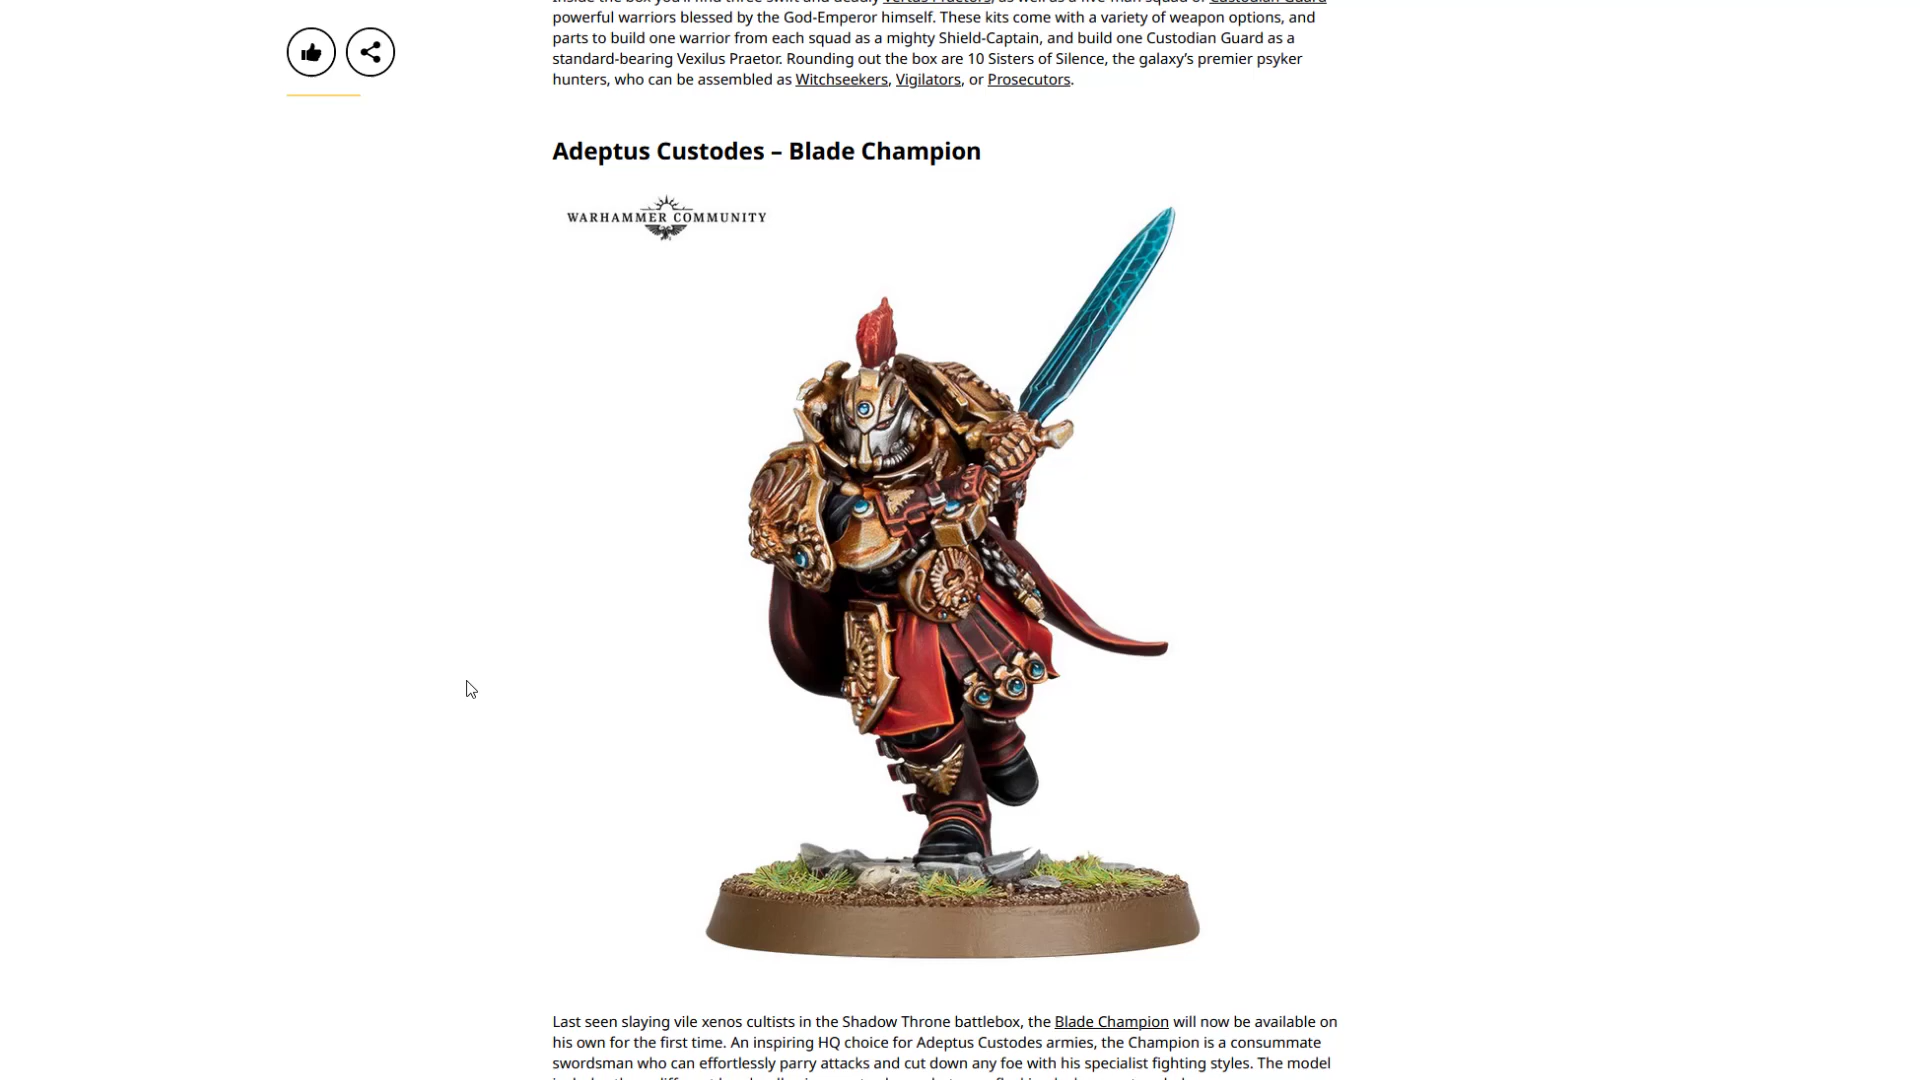 powerful warriors blessed by the God-Emperor himself. These kits come with a variety of weapon options, and
parts to build one warrior from each squad as a mighty Shield-Captain, and build one Custodian Guard as a
standard-bearing Vexilus Praetor. Rounding out the box are 10 Sisters of Silence, the galaxy's premier psyker
hunters, who can be assembled as Witchseekers, Vigilators, or Prosecutors.
Adeptus Custodes – Blade Champion
WARHAMMER COMMUNITY
Last seen slaying vile xenos cultists in the Shadow Throne battlebox, the Blade Champion will now be available on
his own for the first time. An inspiring HQ choice for Adeptus Custodes armies, the Champion is a consummate
swordsman who can effortlessly parry attacks and cut down any foe with his specialist fighting styles. The model